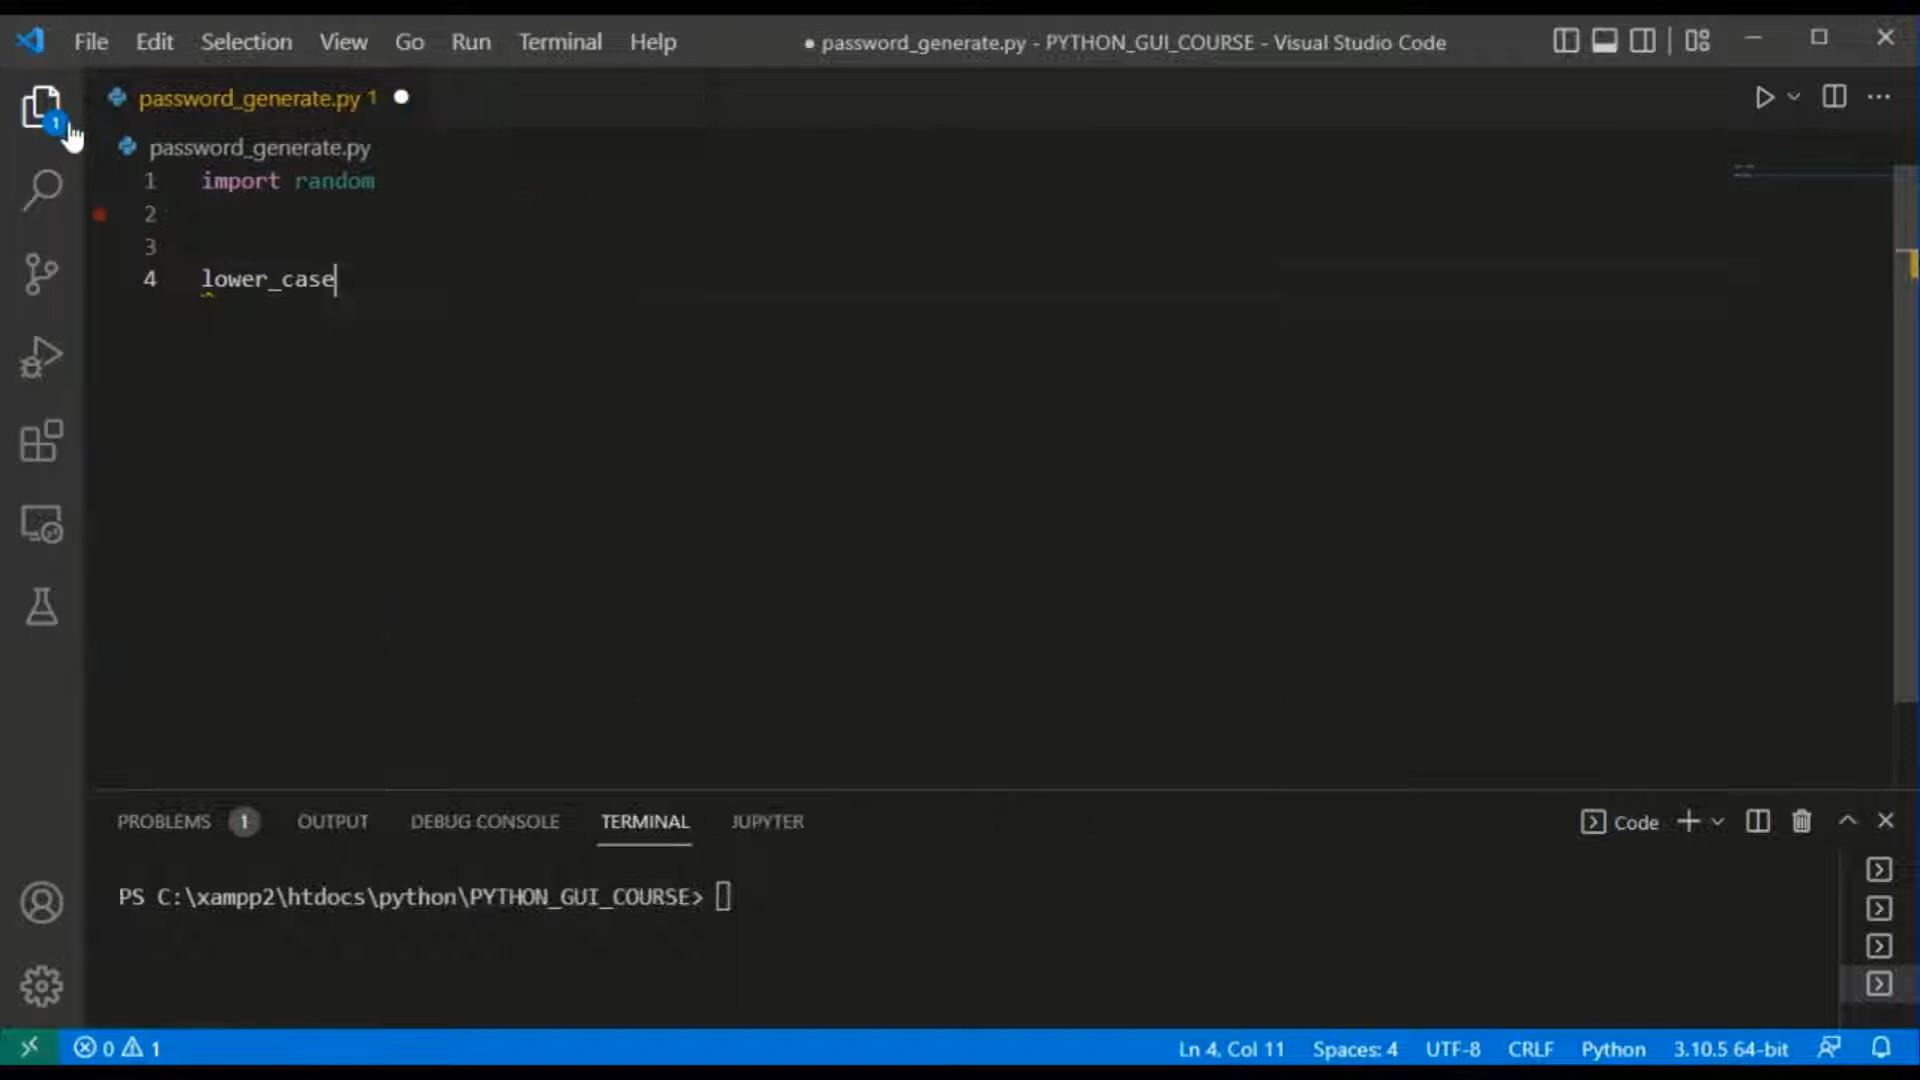 File Edit Selection View Go Run Terminal Help
● password_generate.py - PYTHON_GUI_COURSE - Visual Studio Code
password_generate.py 1
1
password_generate.py
1 import random
2
3
4 lower_case
PROBLEMS 1 OUTPUT DEBUG CONSOLE TERMINAL JUPYTER
Code
PS C:\xampp2\htdocs\python\PYTHON_GUI_COURSE>
0 1
Ln 4, Col 11 Spaces: 4 UTF-8 CRLF Python 3.10.5 64-bit